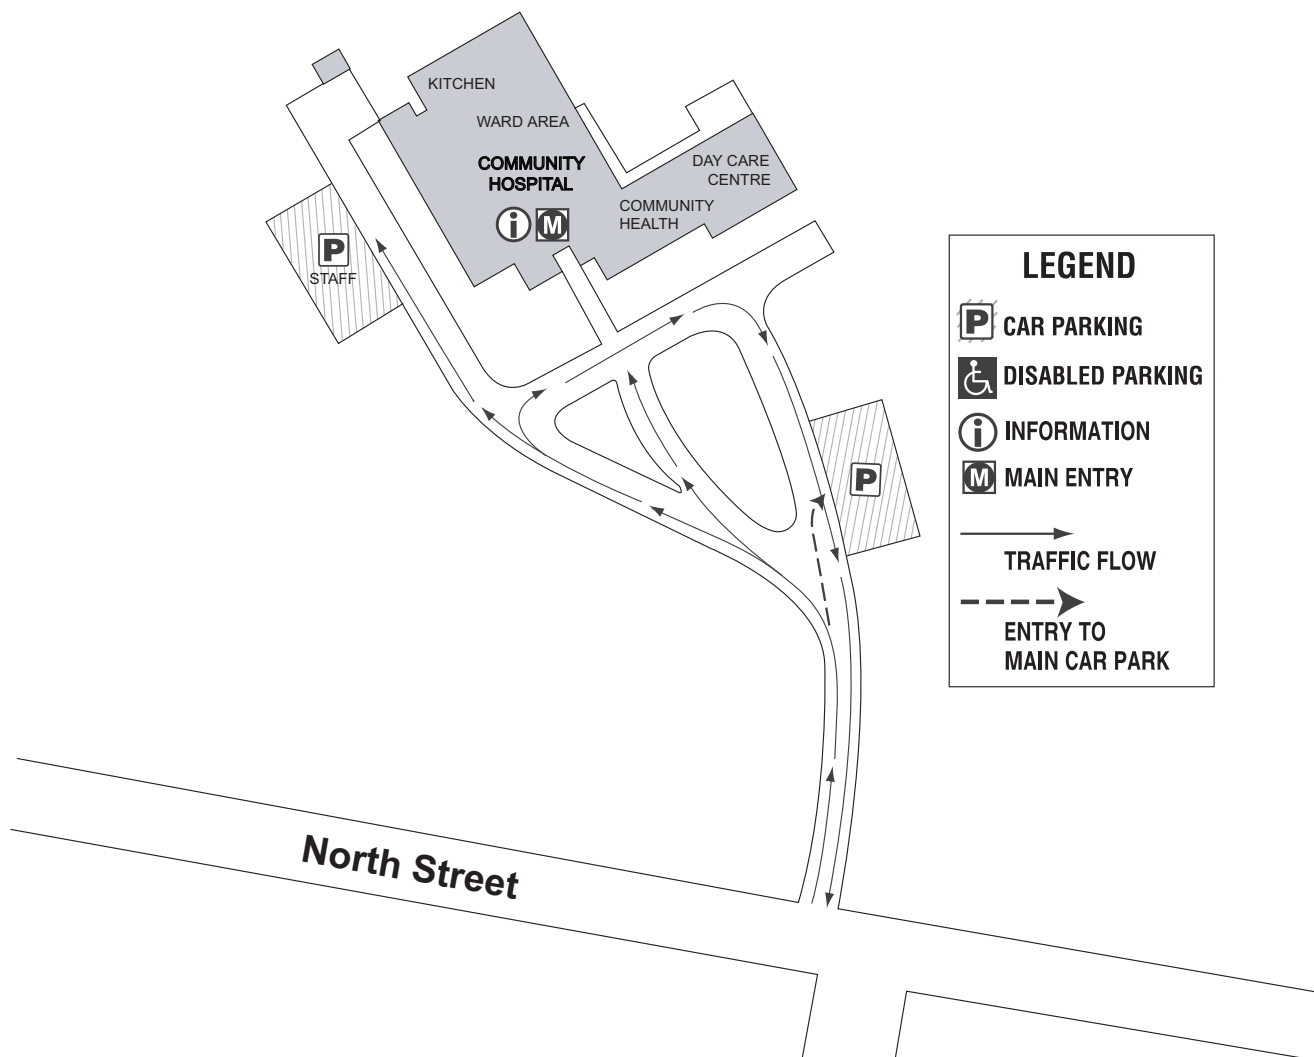 KITCHEN
WARD AREA
COMMUNITY
HOSPITAL
DAY CARE
CENTRE
COMMUNITY
HEALTH
i
M
P
STAFF
P
LEGEND
P CAR PARKING
DISABLED PARKING
i INFORMATION
M MAIN ENTRY
TRAFFIC FLOW
ENTRY TO
MAIN CAR PARK
North Street